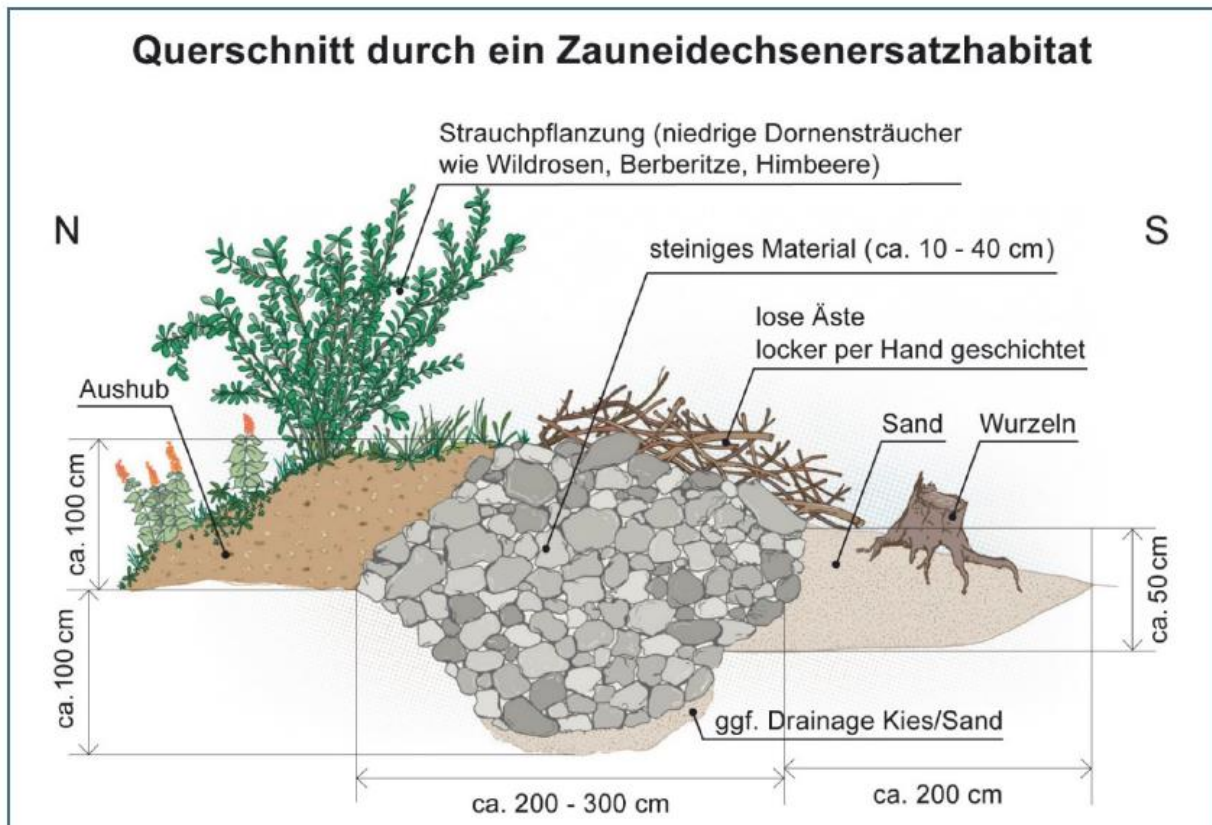 Querschnitt durch ein Zauneidechsenersatzhabitat
Strauchpflanzung (niedrige Dornensträucher
wie Wildrosen, Berberitze, Himbeere)
N
S
steiniges Material (ca. 10 - 40 cm)
lose Äste
locker per Hand geschichtet
Aushub
Sand
Wurzeln
ca. 100 cm
ca. 50 cm
ca. 100 cm
ggf. Drainage Kies/Sand
ca. 200 - 300 cm
ca. 200 cm